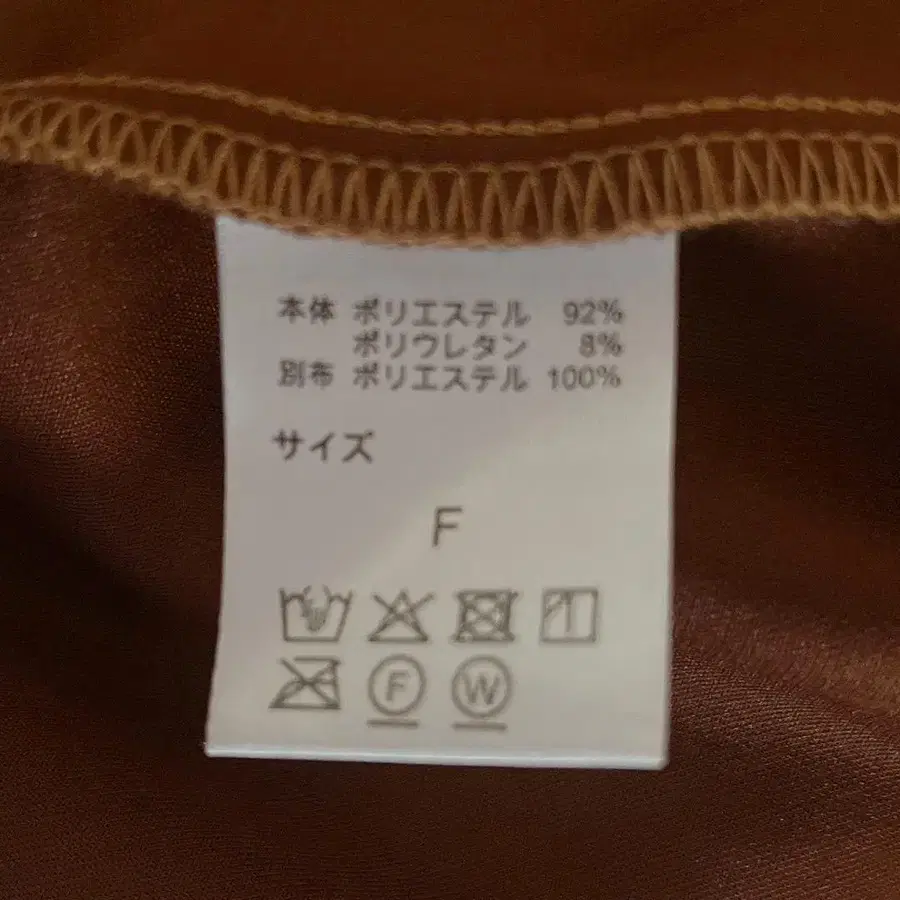 本体 ポリエステル 92%
ポリウレタン 8%
別布 ポリエステル 100%
サイズ
F
F W